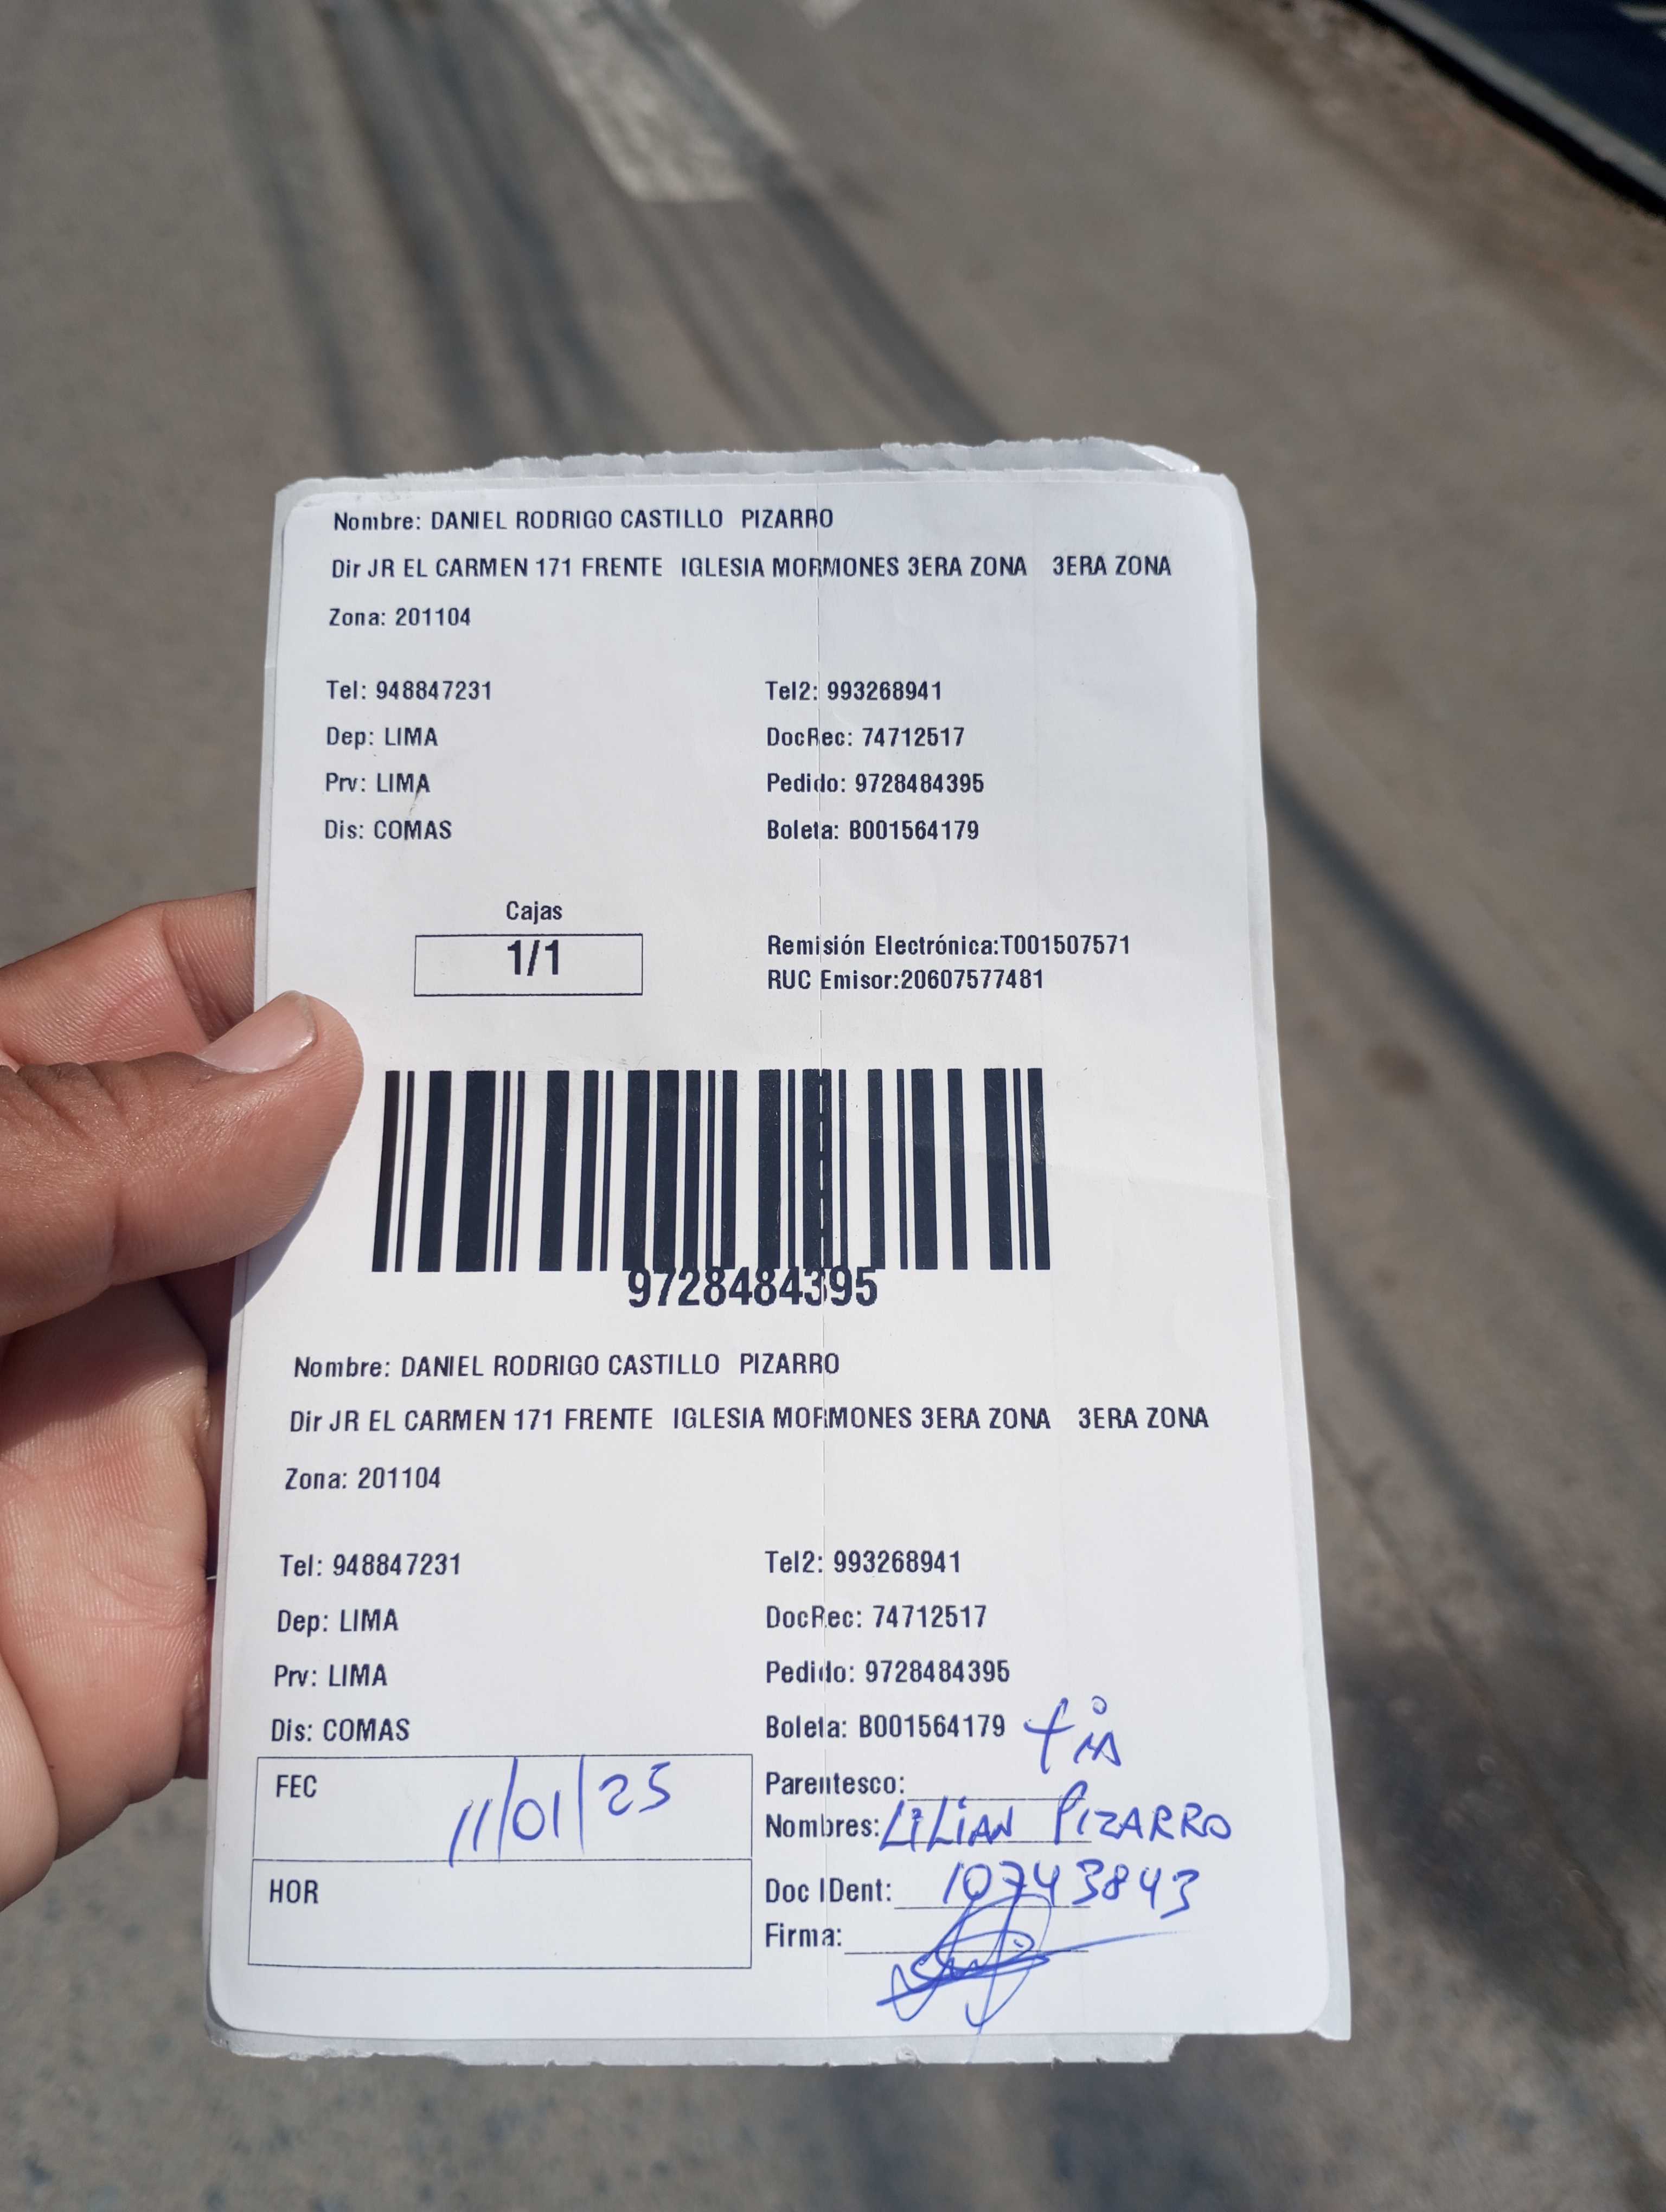 Nombre: DANIEL RODRIGO CASTILLO PIZARRO
Dir JR EL CARMEN 171 FRENTE IGLESIA MORMONES 3ERA ZONA 3ERA ZONA
Zona: 201104
Tel: 948847231 Tel2: 993268941
Dep: LIMA DocRec: 74712517
Prv: LIMA Pedido: 9728484395
Dis: COMAS Boleta: B001564179
Cajas
1/1
Remisión Electrónica:T001507571
RUC Emisor:20607577481
9728484395
Nombre: DANIEL RODRIGO CASTILLO PIZARRO
Dir JR EL CARMEN 171 FRENTE IGLESIA MORMONES 3ERA ZONA 3ERA ZONA
Zona: 201104
Tel: 948847231 Tel2: 993268941
Dep: LIMA DocRec: 74712517
Prv: LIMA Pedido: 9728484395
Dis: COMAS Boleta: B001564179
FEC 11/01/25
HOR
Parentesco: tia
Nombres: LiLiAN PIZARRO
Doc IDent: 10743843
Firma: